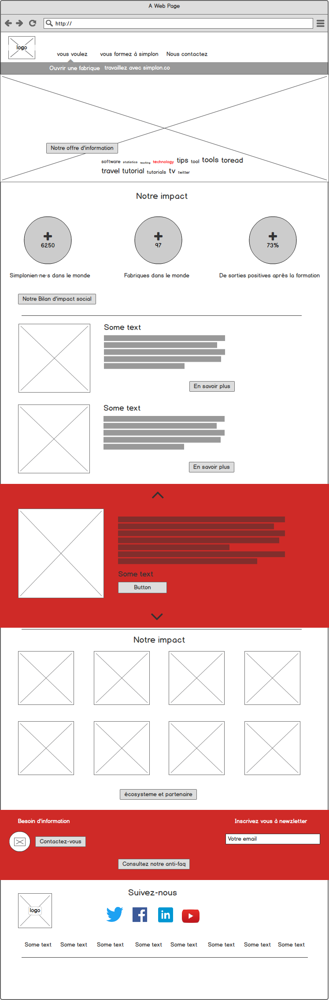 A Web Page
http://
logo
vous voulez vous formez à simplon Nous contactez
Ouvrir une fabrique travaillez avec simplon.co
Notre offre d'information
software statistics teaching technology tips tool tools toread
travel tutorial tutorials tv twitter
Notre impact
6250 97 73%
Simplonien·ne·s dans le monde Fabriques dans le monde De sorties positives après la formation
Notre Bilan d'impact social
Some text
En savoir plus
Some text
En savoir plus
Some text
Button
Notre impact
écosysteme et partenaire
Besoin d'information Inscrivez vous à newzletter
Contactez-vous Votre email
Consultez notre anti-faq
Suivez-nous
logo
in
Some text Some text Some text Some text Some text Some text Some text Some text